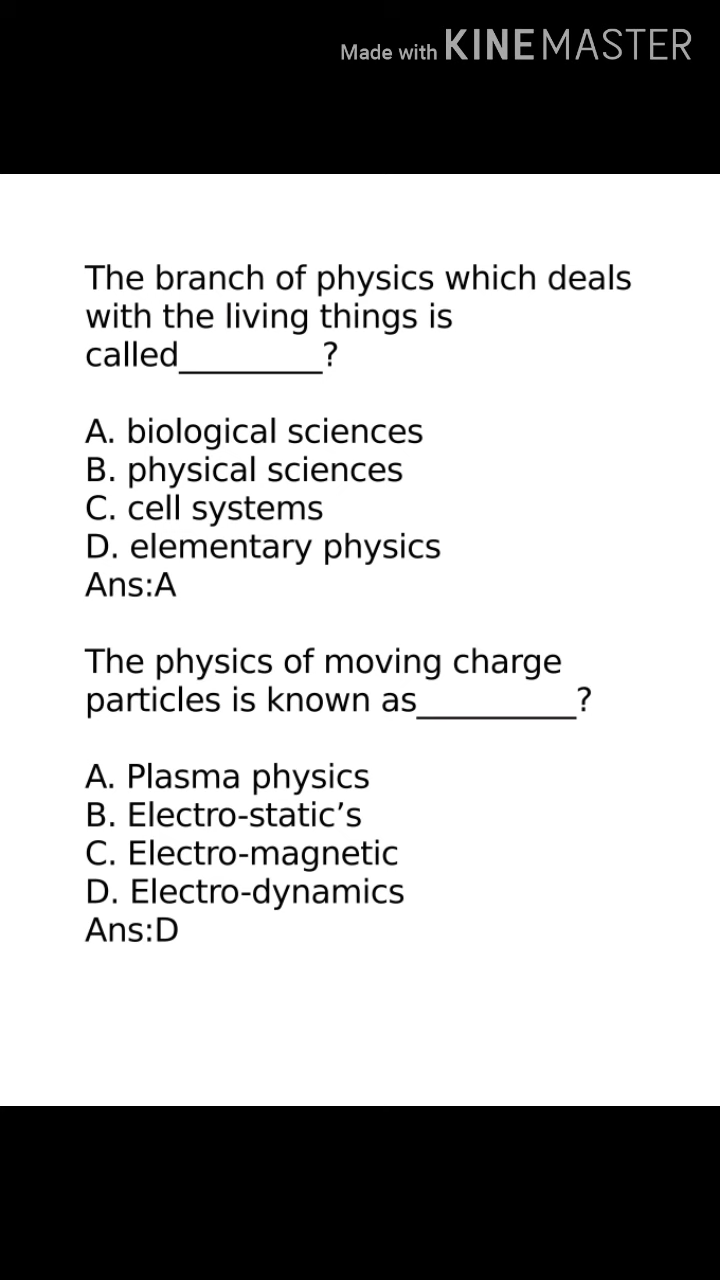 Made with KINEMASTER
The branch of physics which deals
with the living things is
called_________?
A. biological sciences
B. physical sciences
C. cell systems
D. elementary physics
Ans:A
The physics of moving charge
particles is known as__________?
A. Plasma physics
B. Electro-static’s
C. Electro-magnetic
D. Electro-dynamics
Ans:D